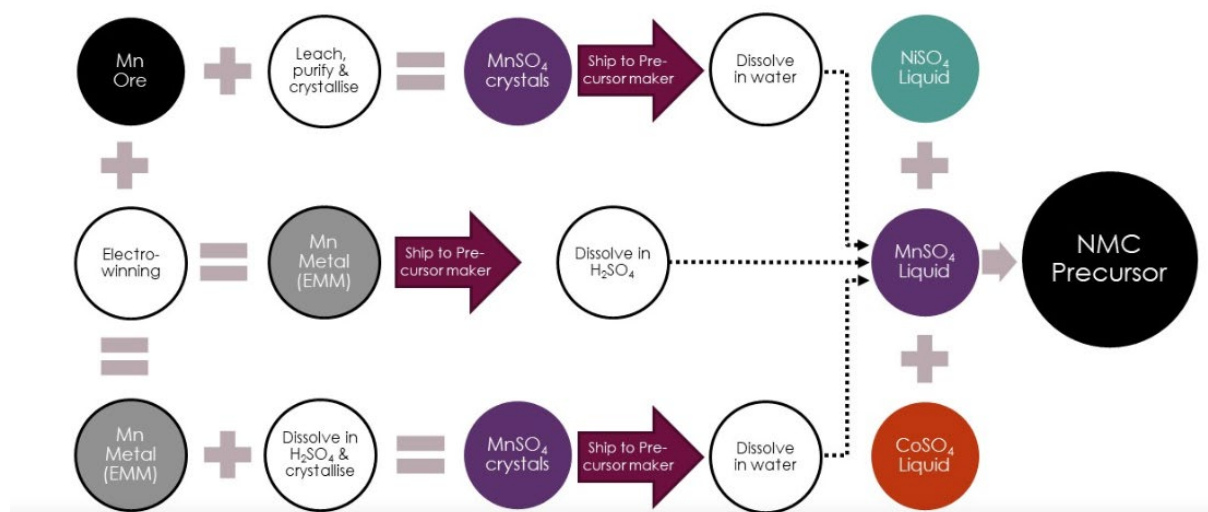 Mn
Ore
Leach,
purify &
crystallise
MnSO₄
crystals
Ship to Pre-
cursor maker
Dissolve
in water
NiSO₄
Liquid
Electro-
winning
Mn
Metal
(EMM)
Ship to Pre-
cursor maker
Dissolve in
H₂SO₄
MnSO₄
Liquid
NMC
Precursor
Mn
Metal
(EMM)
Dissolve in
H₂SO₄ &
crystallise
MnSO₄
crystals
Ship to Pre-
cursor maker
Dissolve
in water
CoSO₄
Liquid